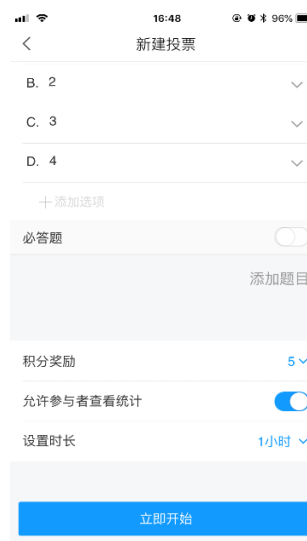 16:48
96%
新建投票
B. 2
C. 3
D. 4
十添加选项
必答题
添加题目
积分奖励
5
允许参与者查看统计
设置时长
1小时
立即开始